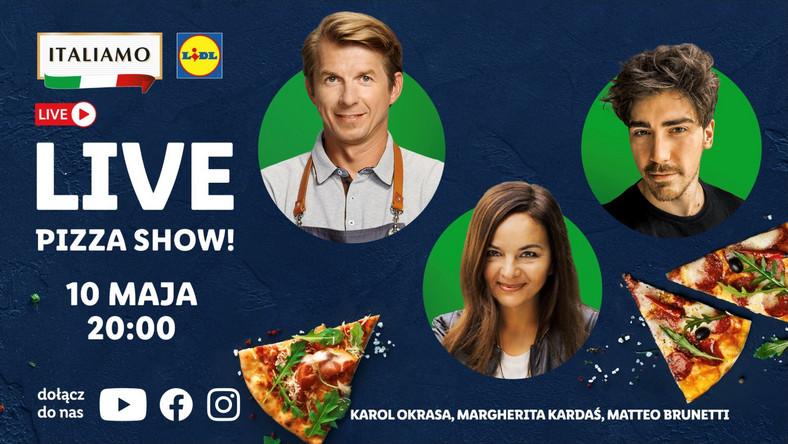 ITALIAMO
LIDL
LIVE
LIVE
PIZZA SHOW!
10 MAJA
20:00
dołącz
do nas
KAROL OKRASA, MARGHERITA KARDAŚ, MATTEO BRUNETTI